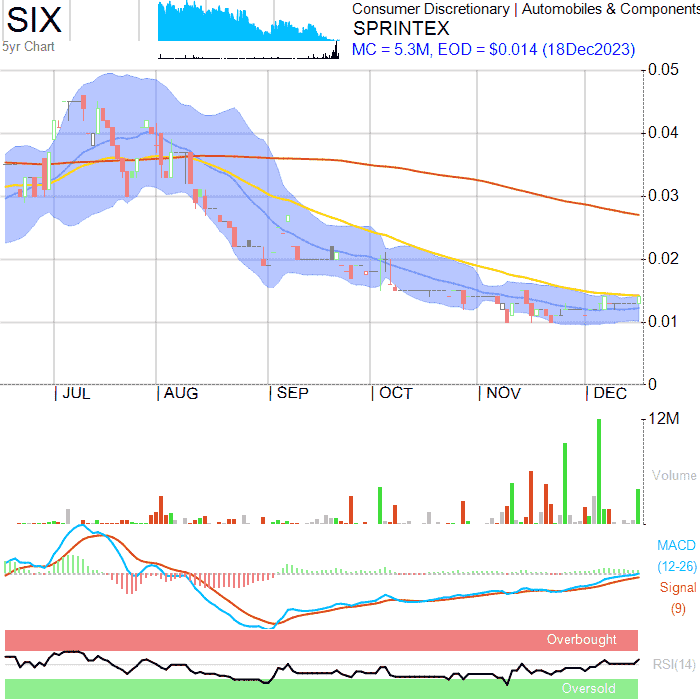 SIX
5yr Chart
Consumer Discretionary | Automobiles & Components
SPRINTEX
MC = 5.3M, EOD = $0.014 (18Dec2023)
0.05
0.04
0.03
0.02
0.01
0
JUL AUG SEP OCT NOV DEC
12M
Volume
MACD
(12-26)
Signal
(9)
Overbought
RSI(14)
Oversold